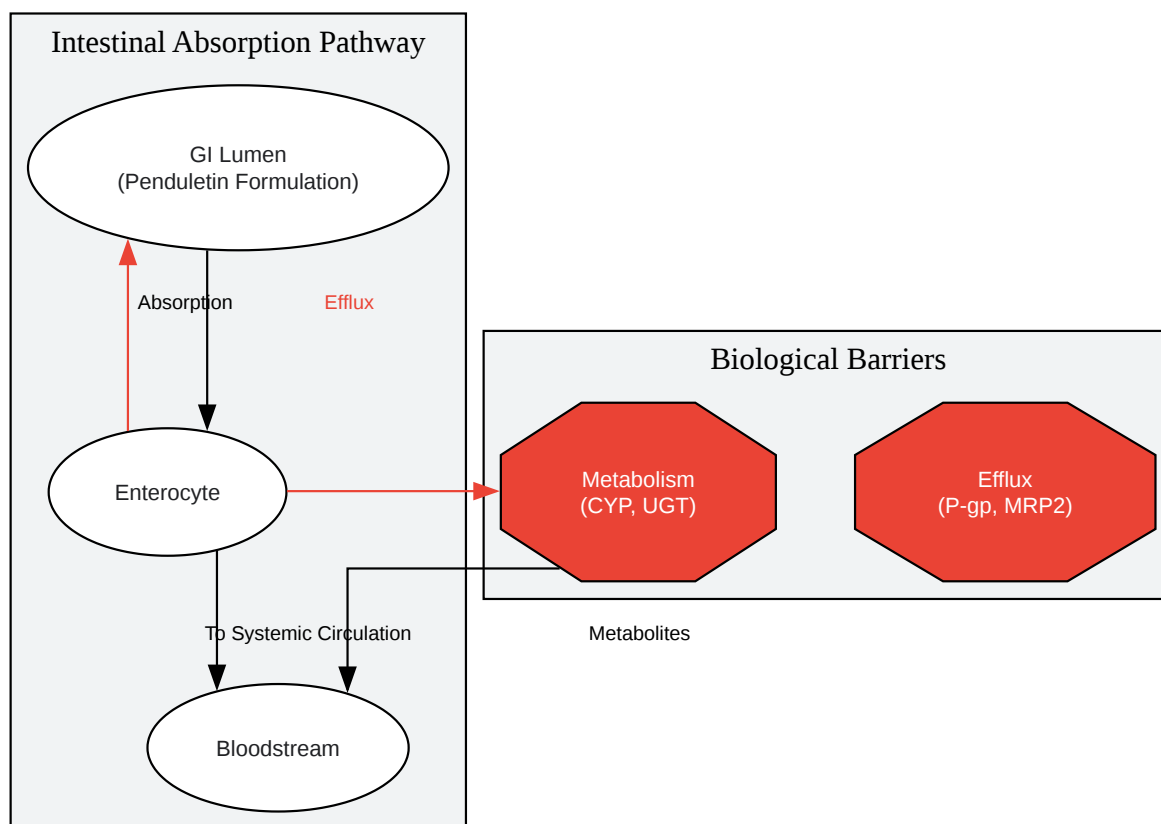 Intestinal Absorption Pathway
GI Lumen
(Penduletin Formulation)
Absorption
Efflux
Biological Barriers
Enterocyte
Metabolism
(CYP, UGT)
Efflux
(P-gp, MRP2)
To Systemic Circulation
Metabolites
Bloodstream